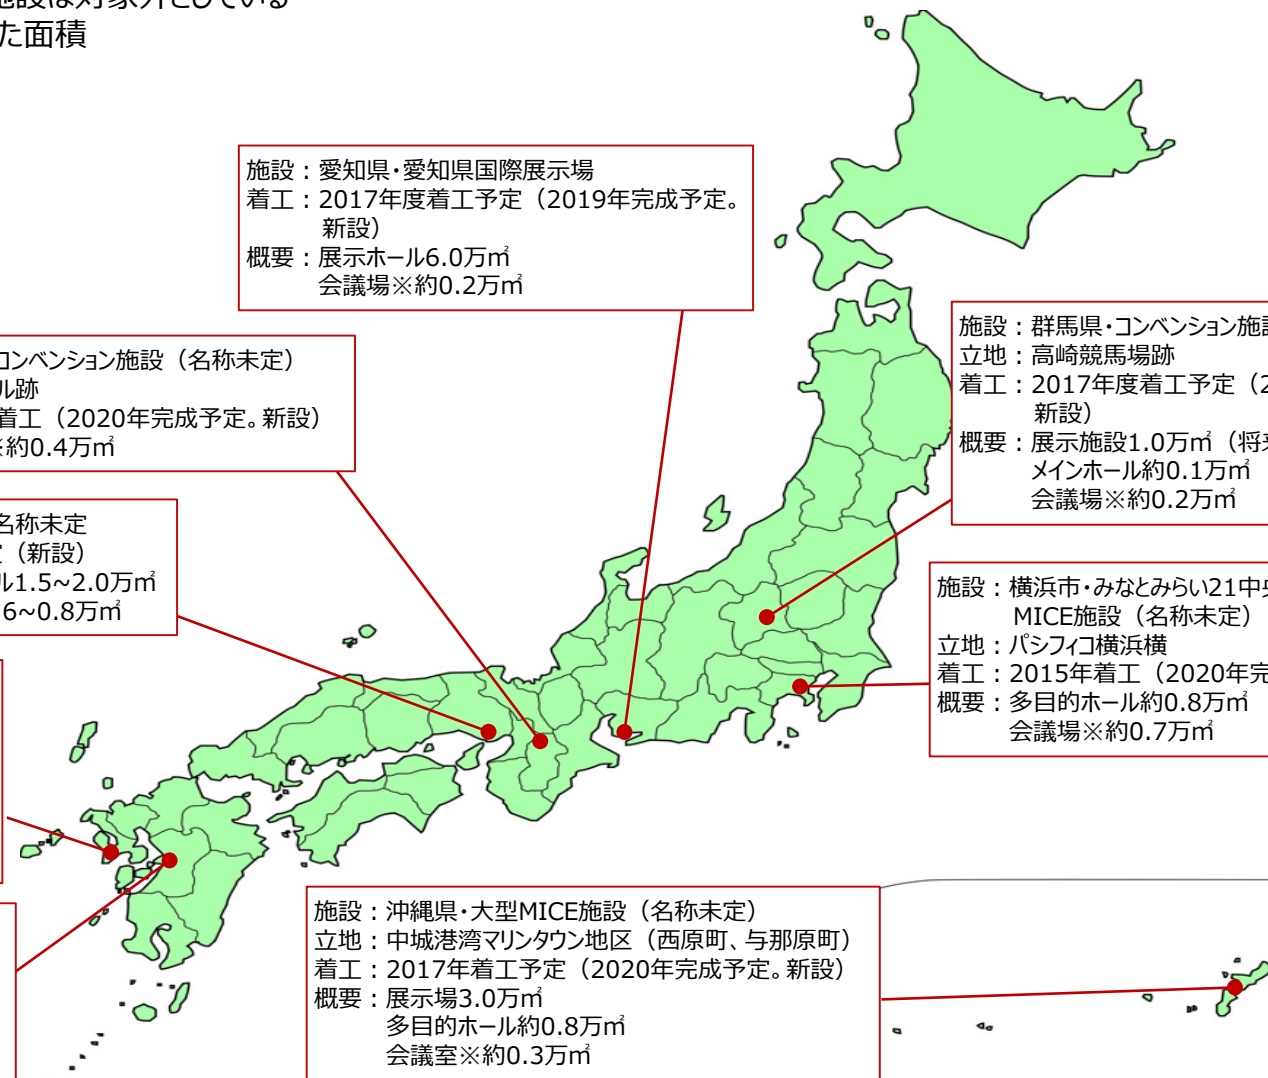 施設は対象外としている
た面積
施設：愛知県・愛知県国際展示場
着工：2017年度着工予定（2019年完成予定。
新設）
概要：展示ホール6.0万㎡
会議場※約0.2万㎡
コンベンション施設（名称未定）
ル跡
着工（2020年完成予定。新設）
※約0.4万㎡
名称未定
定（新設）
ル1.5~2.0万㎡
6~0.8万㎡
施設：群馬県・コンベンション施設
立地：高崎競馬場跡
着工：2017年度着工予定（2
新設）
概要：展示施設1.0万㎡（将来
メインホール約0.1万㎡
会議場※約0.2万㎡
施設：横浜市・みなとみらい21中央
MICE施設（名称未定）
立地：パシフィコ横浜横
着工：2015年着工（2020年完
概要：多目的ホール約0.8万㎡
会議場※約0.7万㎡
施設：沖縄県・大型MICE施設（名称未定）
立地：中城港湾マリンタウン地区（西原町、与那原町）
着工：2017年着工予定（2020年完成予定。新設）
概要：展示場3.0万㎡
多目的ホール約0.8万㎡
会議室※約0.3万㎡